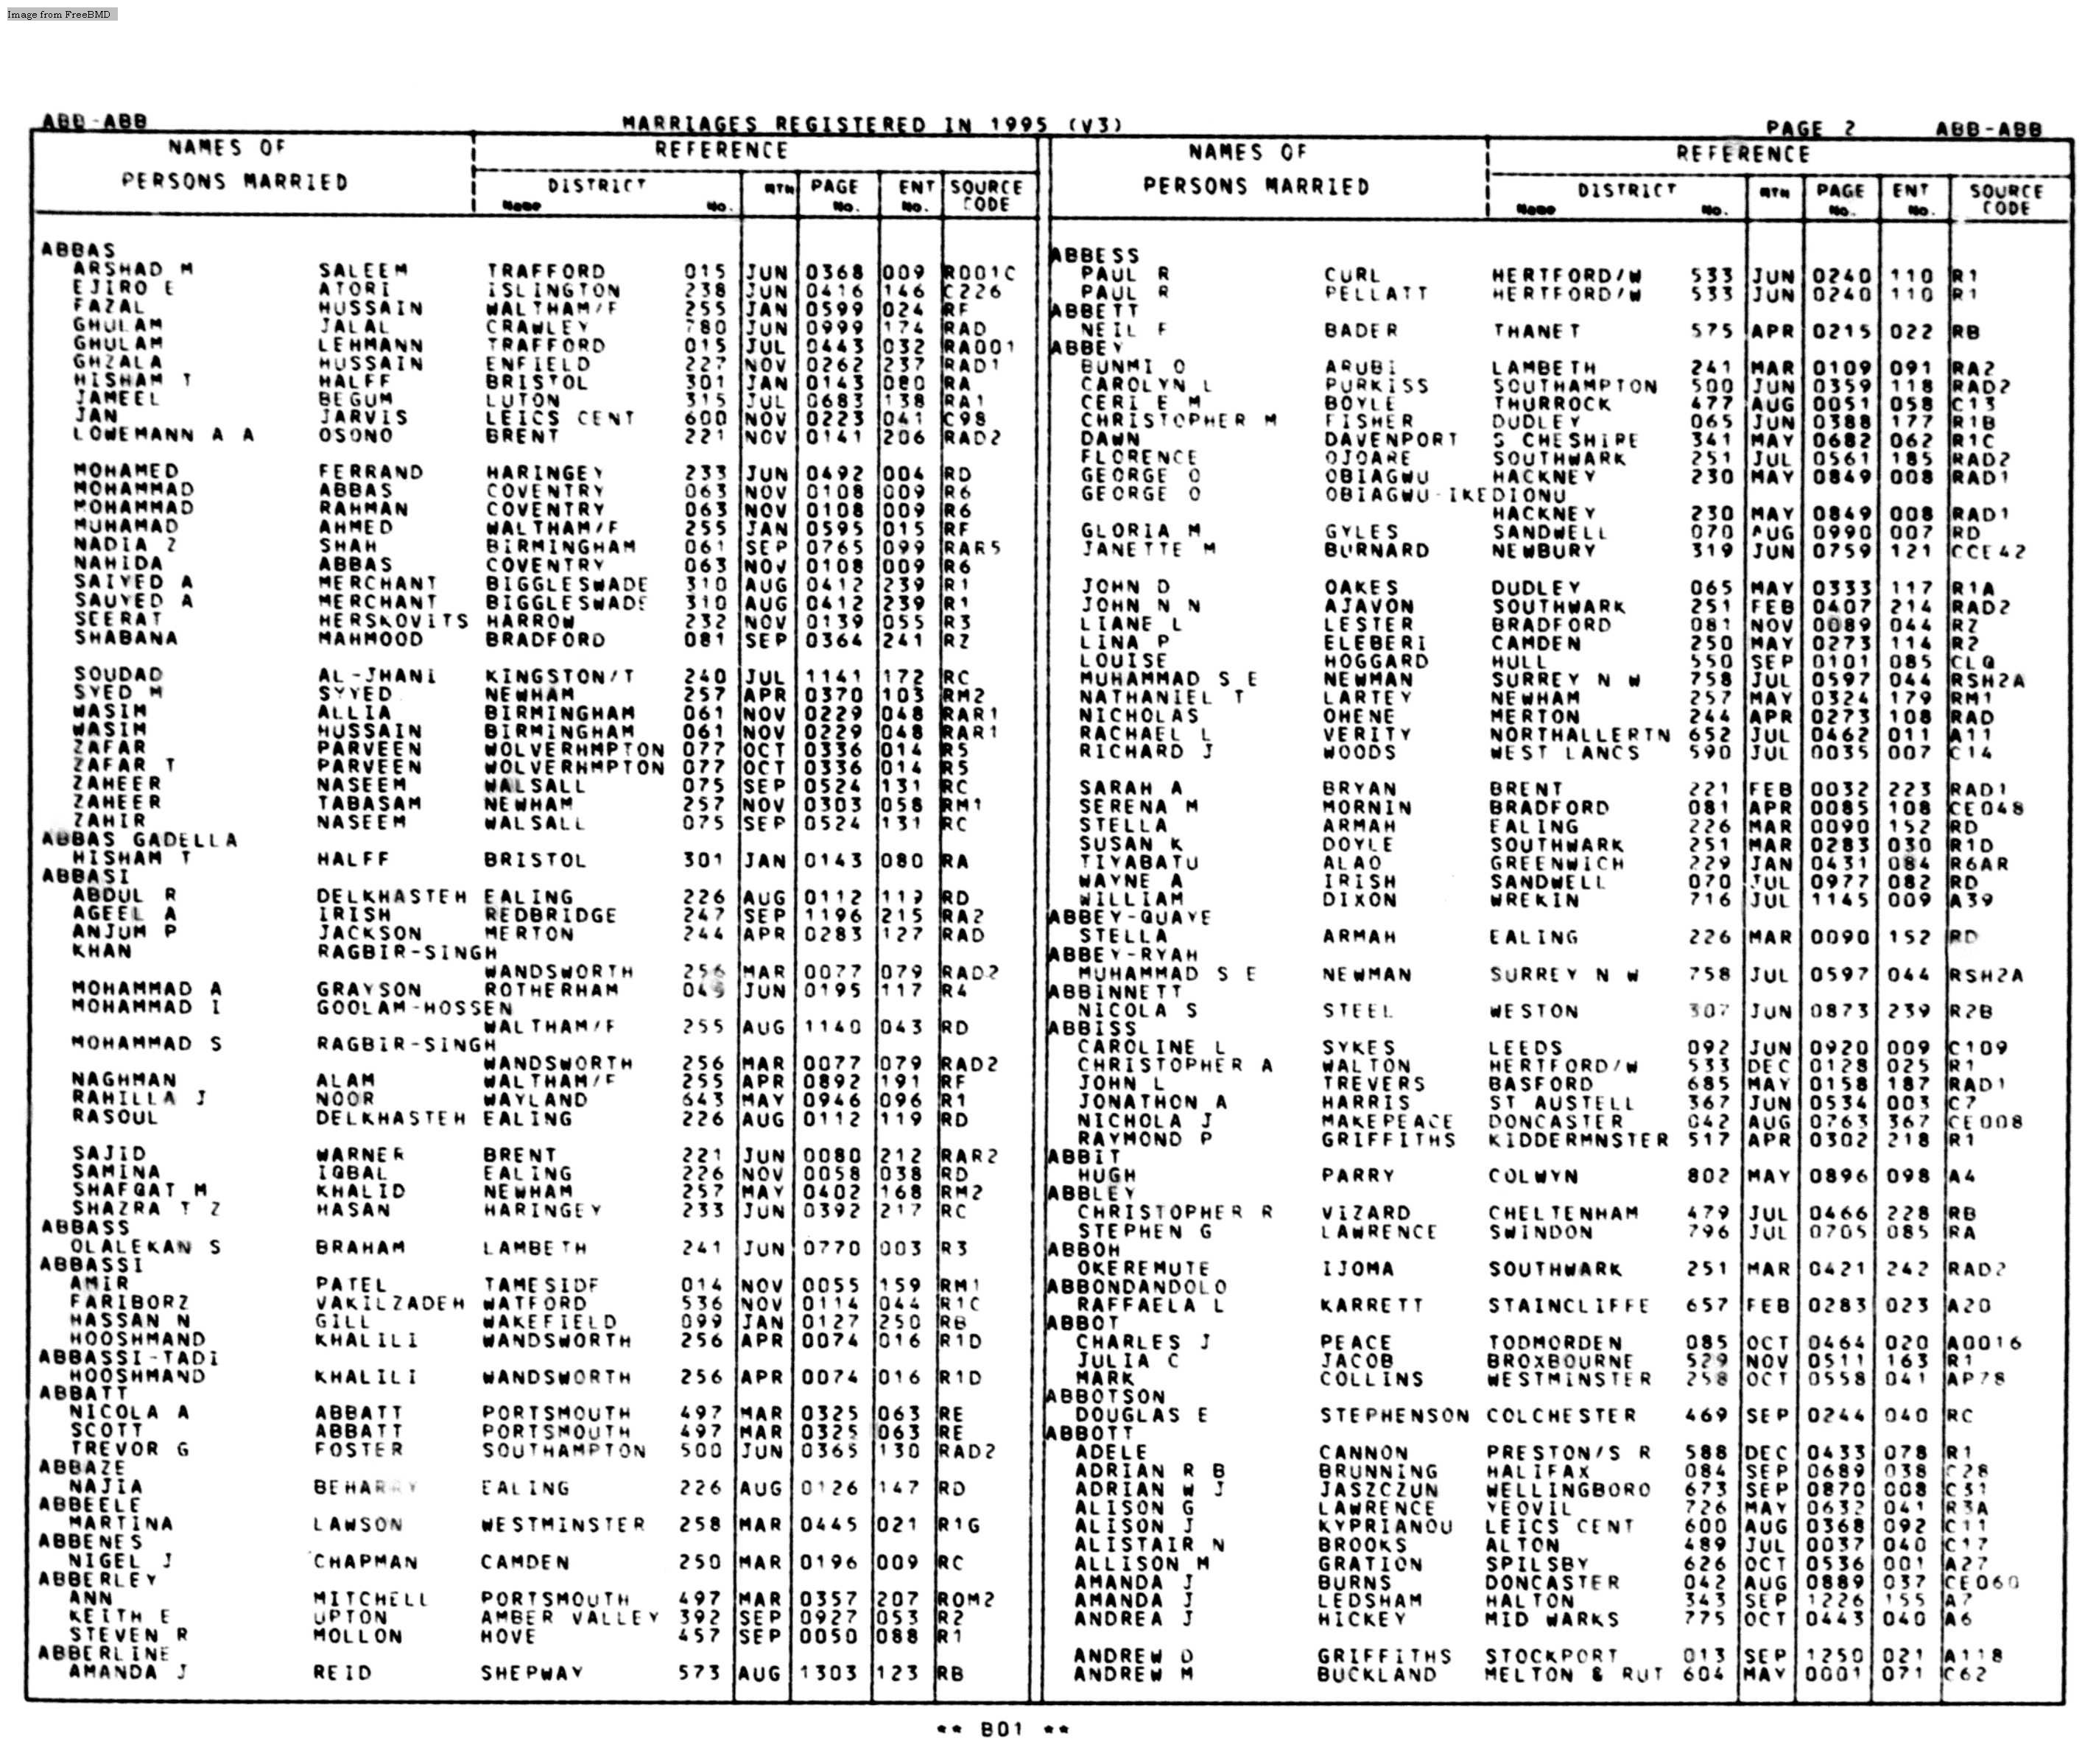 Image from FreeBMD
ABB-ABB MARRIAGES REGISTERED IN 1995 (V3) PAGE 2 ABB-ABB
NAMES OF PERSONS MARRIED REFERENCE
DISTRICT MTH PAGE ENT SOURCE
Name No. No. No. CODE
ABBAS
ARSHAD M SALEEM TRAFFORD 015 JUN 0368 009 R001C
EJIRO E ATORI ISLINGTON 238 JUN 0416 146 C226
FAZAL HUSSAIN WALTHAM/F 255 JAN 0599 024 RF
GHULAM JALAL CRAWLEY 780 JUN 0999 174 RAD
GHULAM LEHMANN TRAFFORD 015 JUL 0443 032 RA001
GHZALA HUSSAIN ENFIELD 227 NOV 0262 237 RAD1
HISHAM T HALFF BRISTOL 301 JAN 0143 080 RA
JAMEEL BEGUM LUTON 315 JUL 0683 138 RA1
JAN JARVIS LEICS CENT 600 NOV 0223 041 C98
LOWEMANN A A OSONO BRENT 221 NOV 0141 206 RAD2
MOHAMED FERRAND HARINGEY 233 JUN 0492 004 RD
MOHAMMAD ABBAS COVENTRY 063 NOV 0108 009 R6
MOHAMMAD RAHMAN COVENTRY 063 NOV 0108 009 R6
MUHAMAD AHMED WALTHAM/F 255 JAN 0595 015 RF
NADIA Z SHAH BIRMINGHAM 061 SEP 0765 099 RAR5
NAHIDA ABBAS COVENTRY 063 NOV 0108 009 R6
SAIYED A MERCHANT BIGGLESWADE 310 AUG 0412 239 R1
SAUYED A MERCHANT BIGGLESWADE 310 AUG 0412 239 R1
SEERAT HERSKOVITS HARROW 232 NOV 0139 055 R3
SHABANA MAHMOOD BRADFORD 081 SEP 0364 241 R2
SOUDAD AL-JHANI KINGSTON/T 240 JUL 1141 172 RC
SYED M SYYED NEWHAM 257 APR 0370 103 RM2
WASIM ALLIA BIRMINGHAM 061 NOV 0229 048 RAR1
WASIM HUSSAIN BIRMINGHAM 061 NOV 0229 048 RAR1
ZAFAR PARVEEN WOLVERHMPTON 077 OCT 0336 014 R5
ZAFAR T PARVEEN WOLVERHMPTON 077 OCT 0336 014 R5
ZAHEER NASEEM WALSALL 075 SEP 0524 131 RC
ZAHEER TABASAM NEWHAM 257 NOV 0303 058 RM1
ZAHIR NASEEM WALSALL 075 SEP 0524 131 RC
ABBAS GADELLA
HISHAM T HALFF BRISTOL 301 JAN 0143 080 RA
ABBASI
ABDUL R DELKHASTEH EALING 226 AUG 0112 119 RD
AGEEL A IRISH REDBRIDGE 247 SEP 1196 215 RA2
ANJUM P JACKSON MERTON 244 APR 0283 127 RAD
KHAN RAGBIR-SINGH
WANDSWORTH 256 MAR 0077 079 RAD2
MOHAMMAD A GRAYSON ROTHERHAM 045 JUN 0195 117 R4
MOHAMMAD I GOOLAM-HOSSEN
WALTHAM/F 255 AUG 1140 043 RD
MOHAMMAD S RAGBIR-SINGH
WANDSWORTH 256 MAR 0077 079 RAD2
NAGHMAN ALAM WALTHAM/F 255 APR 0892 191 RF
RAHILLA J NOOR WAYLAND 643 MAY 0946 096 R1
RASOUL DELKHASTEH EALING 226 AUG 0112 119 RD
SAJID WARNER BRENT 221 JUN 0080 212 RAR2
SAMINA IQBAL EALING 226 NOV 0058 038 RD
SHAFGAT M KHALID NEWHAM 257 MAY 0402 168 RM2
SHAZRA T Z HASAN HARINGEY 233 JUN 0392 217 RC
ABBASS
OLALEKAN S BRAHAM LAMBETH 241 JUN 0770 003 R3
ABBASSI
AMIR PATEL TAMESIDE 014 NOV 0055 159 RM1
FARIBORZ VAKILZADEH WATFORD 536 NOV 0114 044 R1C
HASSAN N GILL WAKEFIELD 099 JAN 0127 250 RB
HOOSHMAND KHALILI WANDSWORTH 256 APR 0074 016 R1D
ABBASSI-TADI
HOOSHMAND KHALILI WANDSWORTH 256 APR 0074 016 R1D
ABBATT
NICOLA A ABBATT PORTSMOUTH 497 MAR 0325 063 RE
SCOTT ABBATT PORTSMOUTH 497 MAR 0325 063 RE
TREVOR G FOSTER SOUTHAMPTON 500 JUN 0365 130 RAD2
ABBAZE
NAJIA BEHARRY EALING 226 AUG 0126 147 RD
ABBEELE
MARTINA LAWSON WESTMINSTER 258 MAR 0445 021 R1G
ABBENES
NIGEL J CHAPMAN CAMDEN 250 MAR 0196 009 RC
ABBERLEY
ANN MITCHELL PORTSMOUTH 497 MAR 0357 207 ROM2
KEITH E UPTON AMBER VALLEY 392 SEP 0927 053 R2
STEVEN R MOLLON HOVE 457 SEP 0050 088 R1
ABBERLINE
AMANDA J REID SHEPWAY 573 AUG 1303 123 RB
NAMES OF PERSONS MARRIED REFERENCE
DISTRICT MTH PAGE ENT SOURCE
Name No. No. No. CODE
ABBESS
PAUL R CURL HERTFORD/W 533 JUN 0240 110 R1
PAUL R PELLATT HERTFORD/W 533 JUN 0240 110 R1
ABBETT
NEIL F BADER THANET 575 APR 0215 022 RB
ABBEY
BUNMI O ARUBI LAMBETH 241 MAR 0109 091 RA2
CAROLYN L PURKISS SOUTHAMPTON 500 JUN 0359 118 RAD2
CERI E M BOYLE THURROCK 477 AUG 0051 058 C13
CHRISTOPHER M FISHER DUDLEY 065 JUN 0388 177 R1B
DAWN DAVENPORT S CHESHIRE 341 MAY 0682 062 R1C
FLORENCE OJOARE SOUTHWARK 251 JUL 0561 185 RAD2
GEORGE O OBIAGWU HACKNEY 230 MAY 0849 008 RAD1
GEORGE O OBIAGWU-IKEDIONU
HACKNEY 230 MAY 0849 008 RAD1
GLORIA M GYLES SANDWELL 070 AUG 0990 007 RD
JANETTE M BURNARD NEWBURY 319 JUN 0759 121 CCE42
JOHN D OAKES DUDLEY 065 MAY 0333 117 R1A
JOHN N N AJAVON SOUTHWARK 251 FEB 0407 214 RAD2
LIANE L LESTER BRADFORD 081 NOV 0089 044 R2
LINA P ELEBERI CAMDEN 250 MAY 0273 114 R2
LOUISE HOGGARD HULL 550 SEP 0101 085 CLQ
MUHAMMAD S E NEWMAN SURREY N W 758 JUL 0597 044 RSH2A
NATHANIEL T LARTEY NEWHAM 257 MAY 0324 179 RM1
NICHOLAS OHENE MERTON 244 APR 0273 108 RAD
RACHAEL L VERITY NORTHALLERTN 652 JUL 0462 011 A11
RICHARD J WOODS WEST LANCS 590 JUL 0035 007 C14
SARAH A BRYAN BRENT 221 FEB 0032 223 RAD1
SERENA M MORNIN BRADFORD 081 APR 0085 108 CE048
STELLA ARMAH EALING 226 MAR 0090 152 RD
SUSAN K DOYLE SOUTHWARK 251 MAR 0283 030 R1D
TIYABATU ALAO GREENWICH 229 JAN 0431 084 R6AR
WAYNE A IRISH SANDWELL 070 JUL 0977 082 RD
WILLIAM DIXON WREKIN 716 JUL 1145 009 A39
ABBEY-QUAYE
STELLA ARMAH EALING 226 MAR 0090 152 RD
ABBEY-RYAH
MUHAMMAD S E NEWMAN SURREY N W 758 JUL 0597 044 RSH2A
ABBINNETT
NICOLA S STEEL WESTON 307 JUN 0873 239 R2B
ABBISS
CAROLINE L SYKES LEEDS 092 JUN 0920 009 C109
CHRISTOPHER A WALTON HERTFORD/W 533 DEC 0128 025 R1
JOHN L TREVERS BASFORD 685 MAY 0158 187 RAD1
JONATHON A HARRIS ST AUSTELL 367 JUN 0534 003 C7
NICHOLA J MAKEPEACE DONCASTER 042 AUG 0763 367 CE008
RAYMOND P GRIFFITHS KIDDERMNSTER 517 APR 0302 218 R1
ABBIT
HUGH PARRY COLWYN 802 MAY 0896 098 A4
ABBLEY
CHRISTOPHER R VIZARD CHELTENHAM 479 JUL 0466 228 RB
STEPHEN G LAWRENCE SWINDON 796 JUL 0705 085 RA
ABBOH
OKEREMUTE IJOMA SOUTHWARK 251 MAR 0421 242 RAD2
ABBONDANDOLO
RAFFAELA L KARRETT STAINCLIFFE 657 FEB 0283 023 A20
ABBOT
CHARLES J PEACE TODMORDEN 085 OCT 0464 020 A0016
JULIA C JACOB BROXBOURNE 529 NOV 0511 163 R1
MARK COLLINS WESTMINSTER 258 OCT 0558 041 AP78
ABBOTSON
DOUGLAS E STEPHENSON COLCHESTER 469 SEP 0244 040 RC
ABBOTT
ADELE CANNON PRESTON/S R 588 DEC 0433 078 R1
ADRIAN R B BRUNNING HALIFAX 084 SEP 0689 038 C28
ADRIAN W J JASZCZUN WELLINGBORO 673 SEP 0870 008 C31
ALISON G LAWRENCE YEOVIL 726 MAY 0632 041 R3A
ALISON J KYPRIANOU LEICS CENT 600 AUG 0368 092 C11
ALISTAIR N BROOKS ALTON 489 JUL 0037 040 C17
ALLISON M GRATION SPILSBY 626 OCT 0536 001 A27
AMANDA J BURNS DONCASTER 042 AUG 0889 037 CE060
AMANDA J LEDSHAM HALTON 343 SEP 1226 155 A7
ANDREA J HICKEY MID WARKS 775 OCT 0443 040 A6
ANDREW D GRIFFITHS STOCKPORT 013 SEP 1250 021 A118
ANDREW M BUCKLAND MELTON & RUT 604 MAY 0001 071 C62
** B01 **